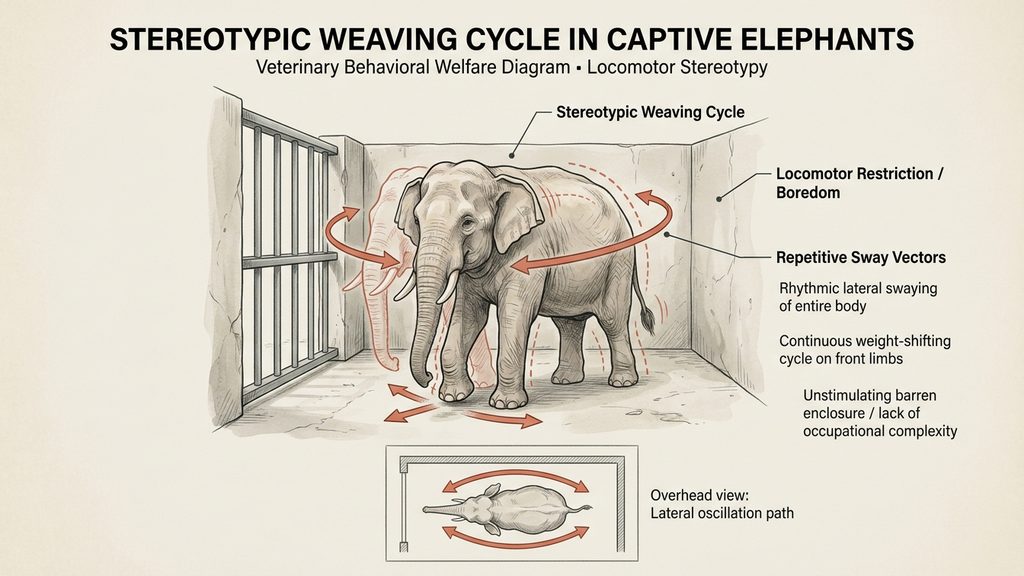 STEREOTYPIC WEAVING CYCLE IN CAPTIVE ELEPHANTS
Veterinary Behavioral Welfare Diagram • Locomotor Stereotypy
Stereotypic Weaving Cycle
Locomotor Restriction /
Boredom
Repetitive Sway Vectors
Rhythmic lateral swaying
of entire body
Continuous weight-shifting
cycle on front limbs
Unstimulating barren
enclosure / lack of
occupational complexity
Overhead view:
Lateral oscillation path